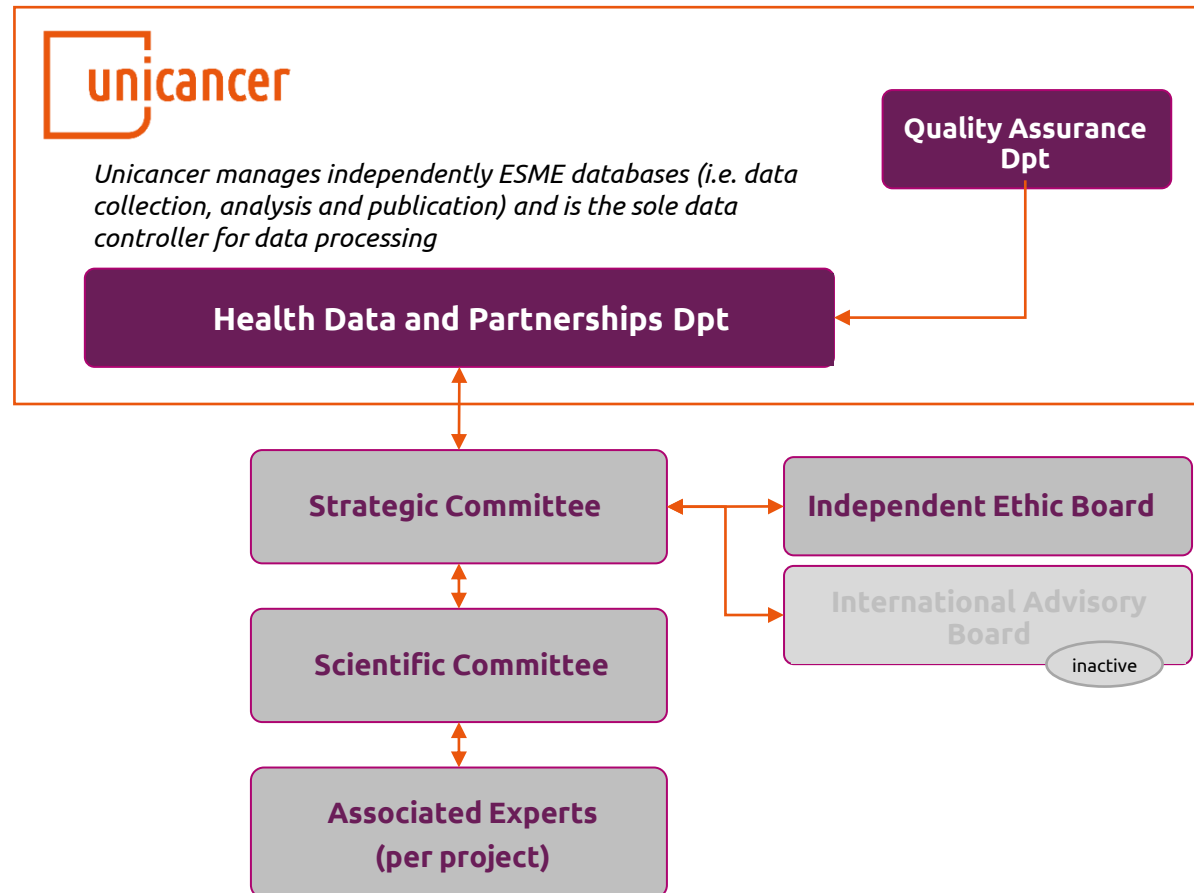 unicancer
Quality Assurance
Dpt
Unicancer manages independently ESME databases (i.e. data
collection, analysis and publication) and is the sole data
controller for data processing
Health Data and Partnerships Dpt
Strategic Committee
Independent Ethic Board
International Advisory
Board
inactive
Scientific Committee
Associated Experts
(per project)